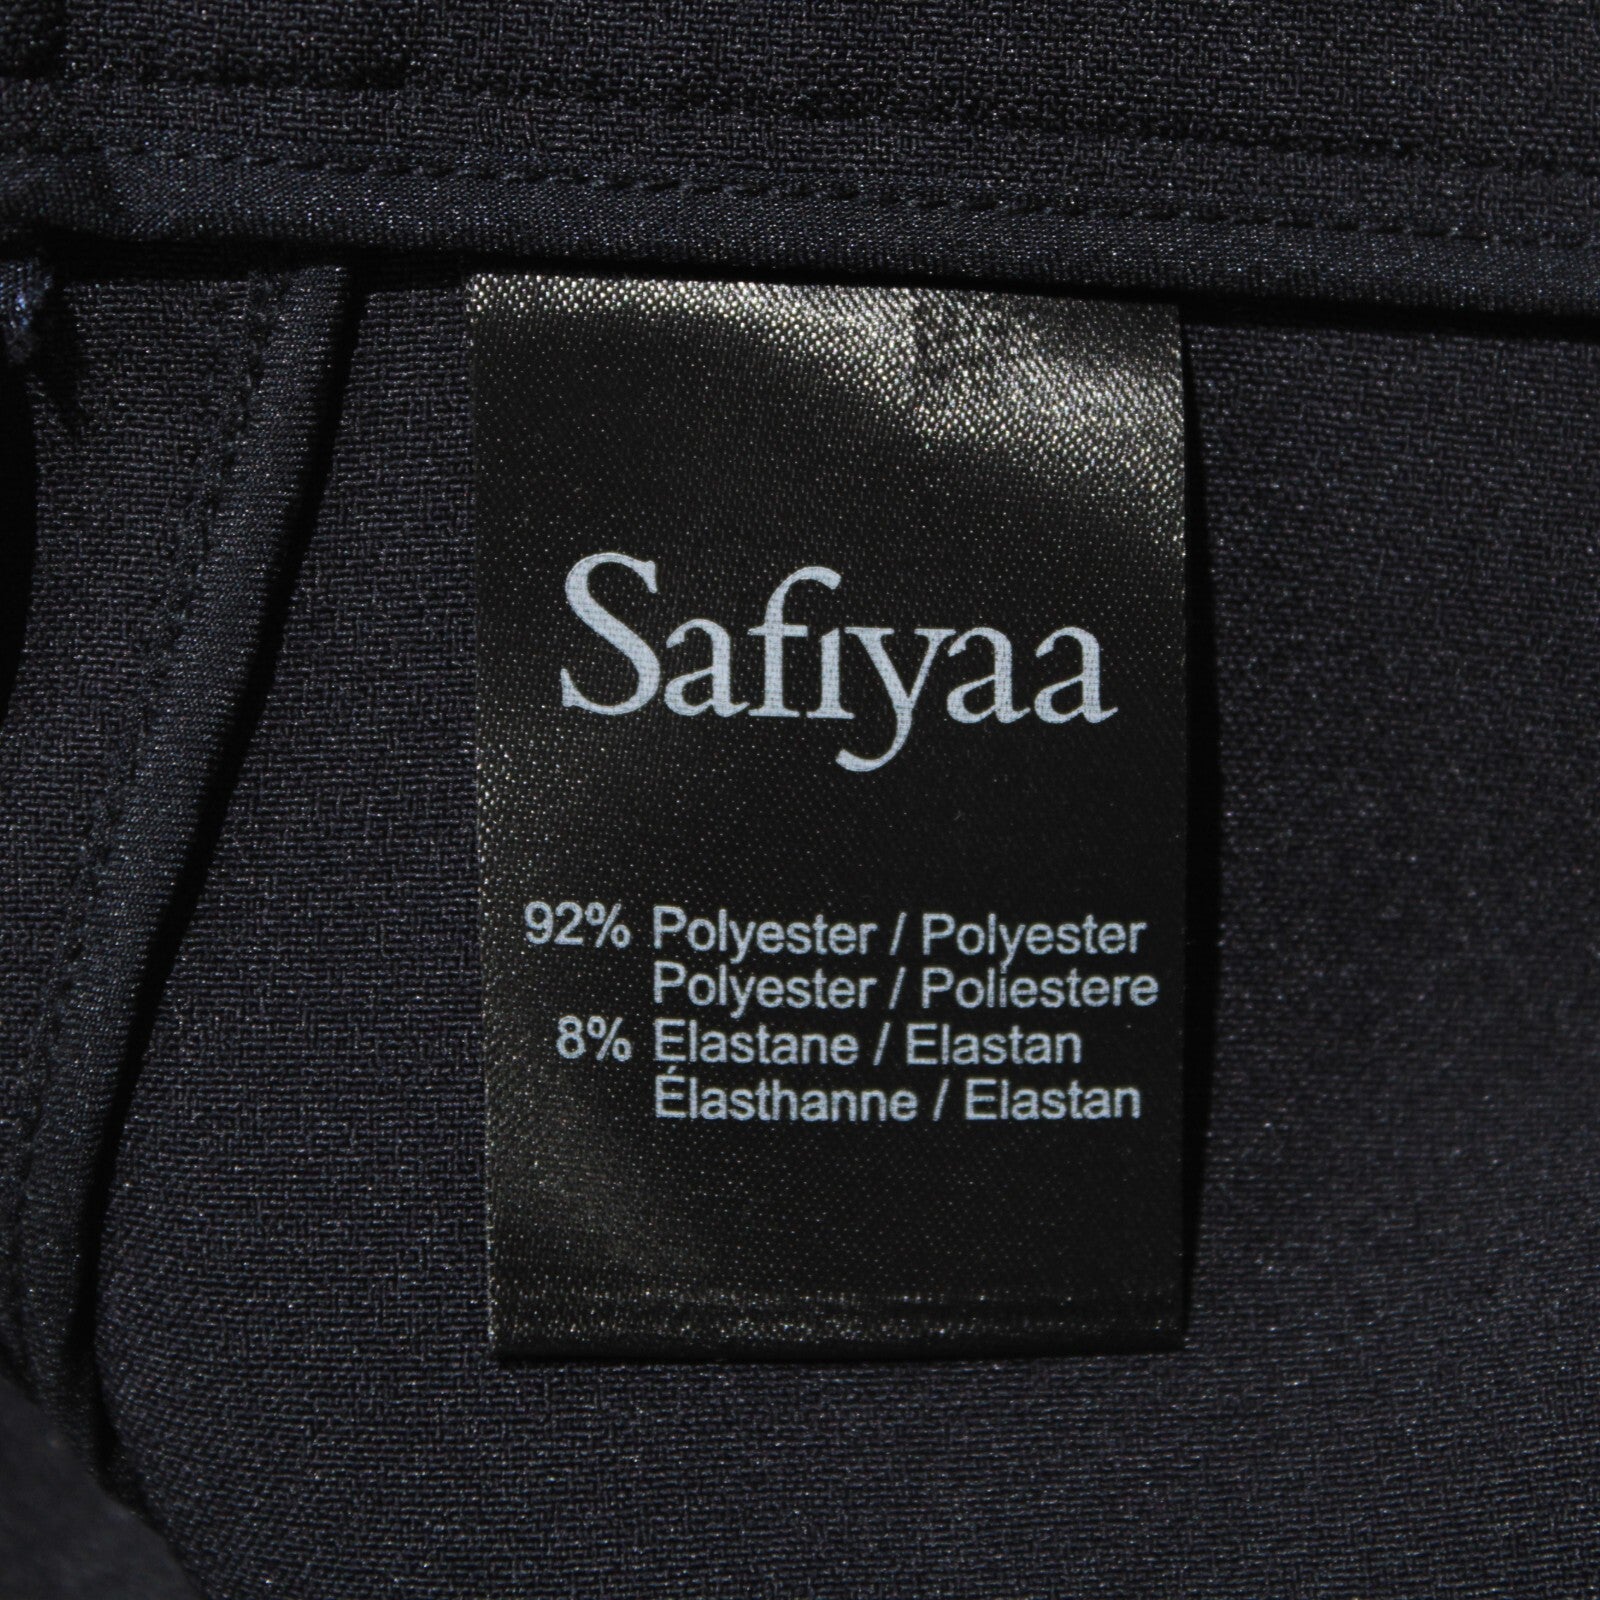 Safiyaa
92% Polyester / Polyester
Polyester / Poliestere
8% Elastane / Elastan
Élasthanne / Elastan